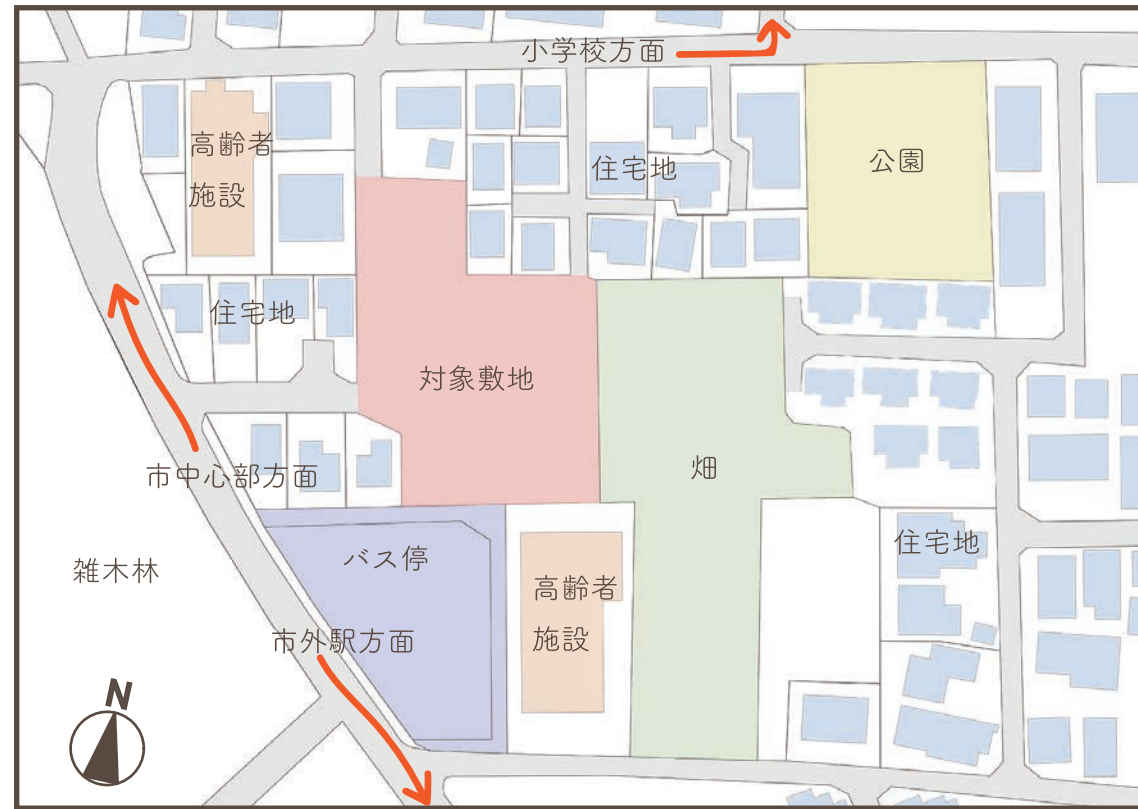 小学校方面
高齢者
施設
住宅地
公園
住宅地
対象敷地
畑
市中心部方面
バス停
住宅地
雑木林
高齢者
施設
市外駅方面
N